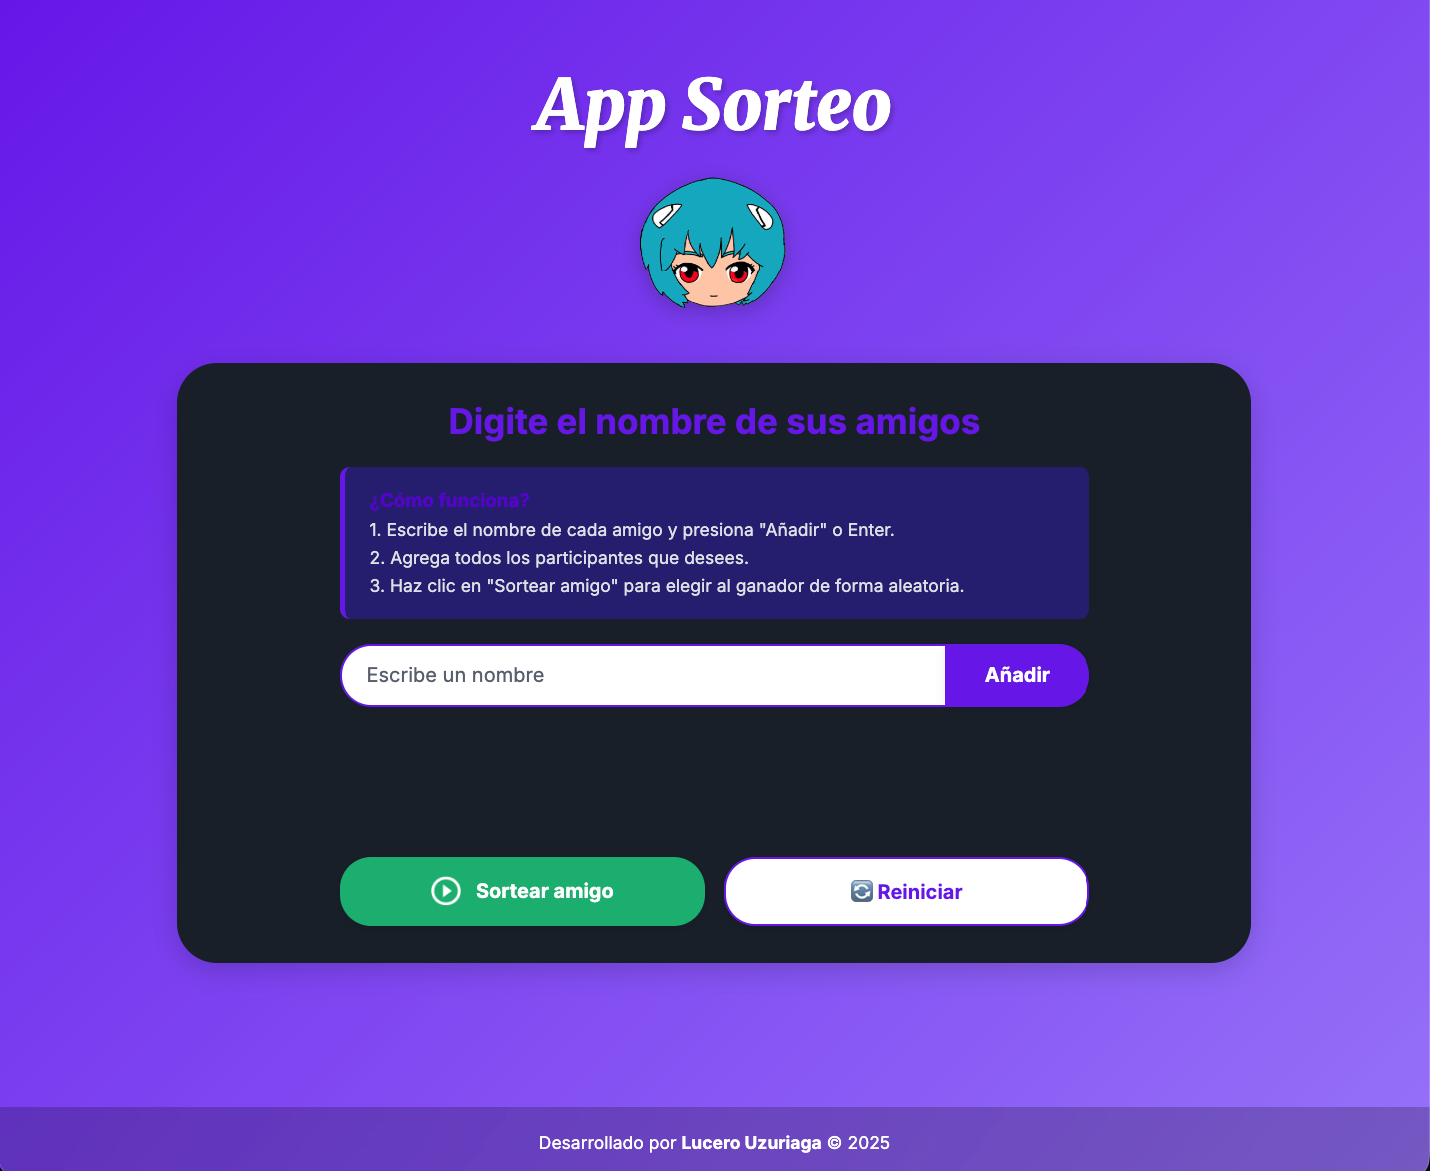 App Sorteo
Digite el nombre de sus amigos
¿Cómo funciona?
1. Escribe el nombre de cada amigo y presiona "Añadir" o Enter.
2. Agrega todos los participantes que desees.
3. Haz clic en "Sortear amigo" para elegir al ganador de forma aleatoria.
Escribe un nombre
Añadir
Sortear amigo
Reiniciar
Desarrollado por Lucero Uzuriaga © 2025